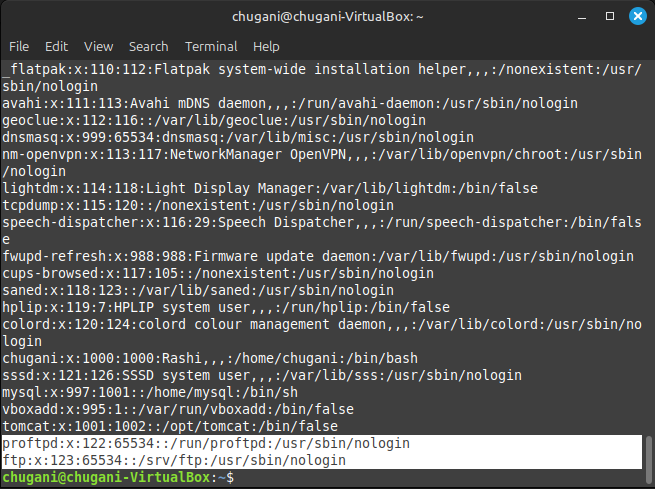 chugani@chugani-VirtualBox: ~
File Edit View Search Terminal Help
_flatpak:x:110:112:Flatpak system-wide installation helper,,,:/nonexistent:/usr/
sbin/nologin
avahi:x:111:113:Avahi mDNS daemon,,,:/run/avahi-daemon:/usr/sbin/nologin
geoclue:x:112:116::/var/lib/geoclue:/usr/sbin/nologin
dnsmasq:x:999:65534:dnsmasq:/var/lib/misc:/usr/sbin/nologin
nm-openvpn:x:113:117:NetworkManager OpenVPN,,,:/var/lib/openvpn/chroot:/usr/sbin
/nologin
lightdm:x:114:118:Light Display Manager:/var/lib/lightdm:/bin/false
tcpdump:x:115:120::/nonexistent:/usr/sbin/nologin
speech-dispatcher:x:116:29:Speech Dispatcher,,,:/run/speech-dispatcher:/bin/fals
e
fwupd-refresh:x:988:988:Firmware update daemon:/var/lib/fwupd:/usr/sbin/nologin
cups-browsed:x:117:105::/nonexistent:/usr/sbin/nologin
saned:x:118:123::/var/lib/saned:/usr/sbin/nologin
hplip:x:119:7:HPLIP system user,,,:/run/hplip:/bin/false
colord:x:120:124:colord colour management daemon,,,:/var/lib/colord:/usr/sbin/no
login
chugani:x:1000:1000:Rashi,,,:/home/chugani:/bin/bash
sssd:x:121:126:SSSD system user,,,:/var/lib/sss:/usr/sbin/nologin
mysql:x:997:1001::/home/mysql:/bin/sh
vboxadd:x:995:1::/var/run/vboxadd:/bin/false
tomcat:x:1001:1002::/opt/tomcat:/bin/false
proftpd:x:122:65534::/run/proftpd:/usr/sbin/nologin
ftp:x:123:65534::/srv/ftp:/usr/sbin/nologin
chugani@chugani-VirtualBox:~$